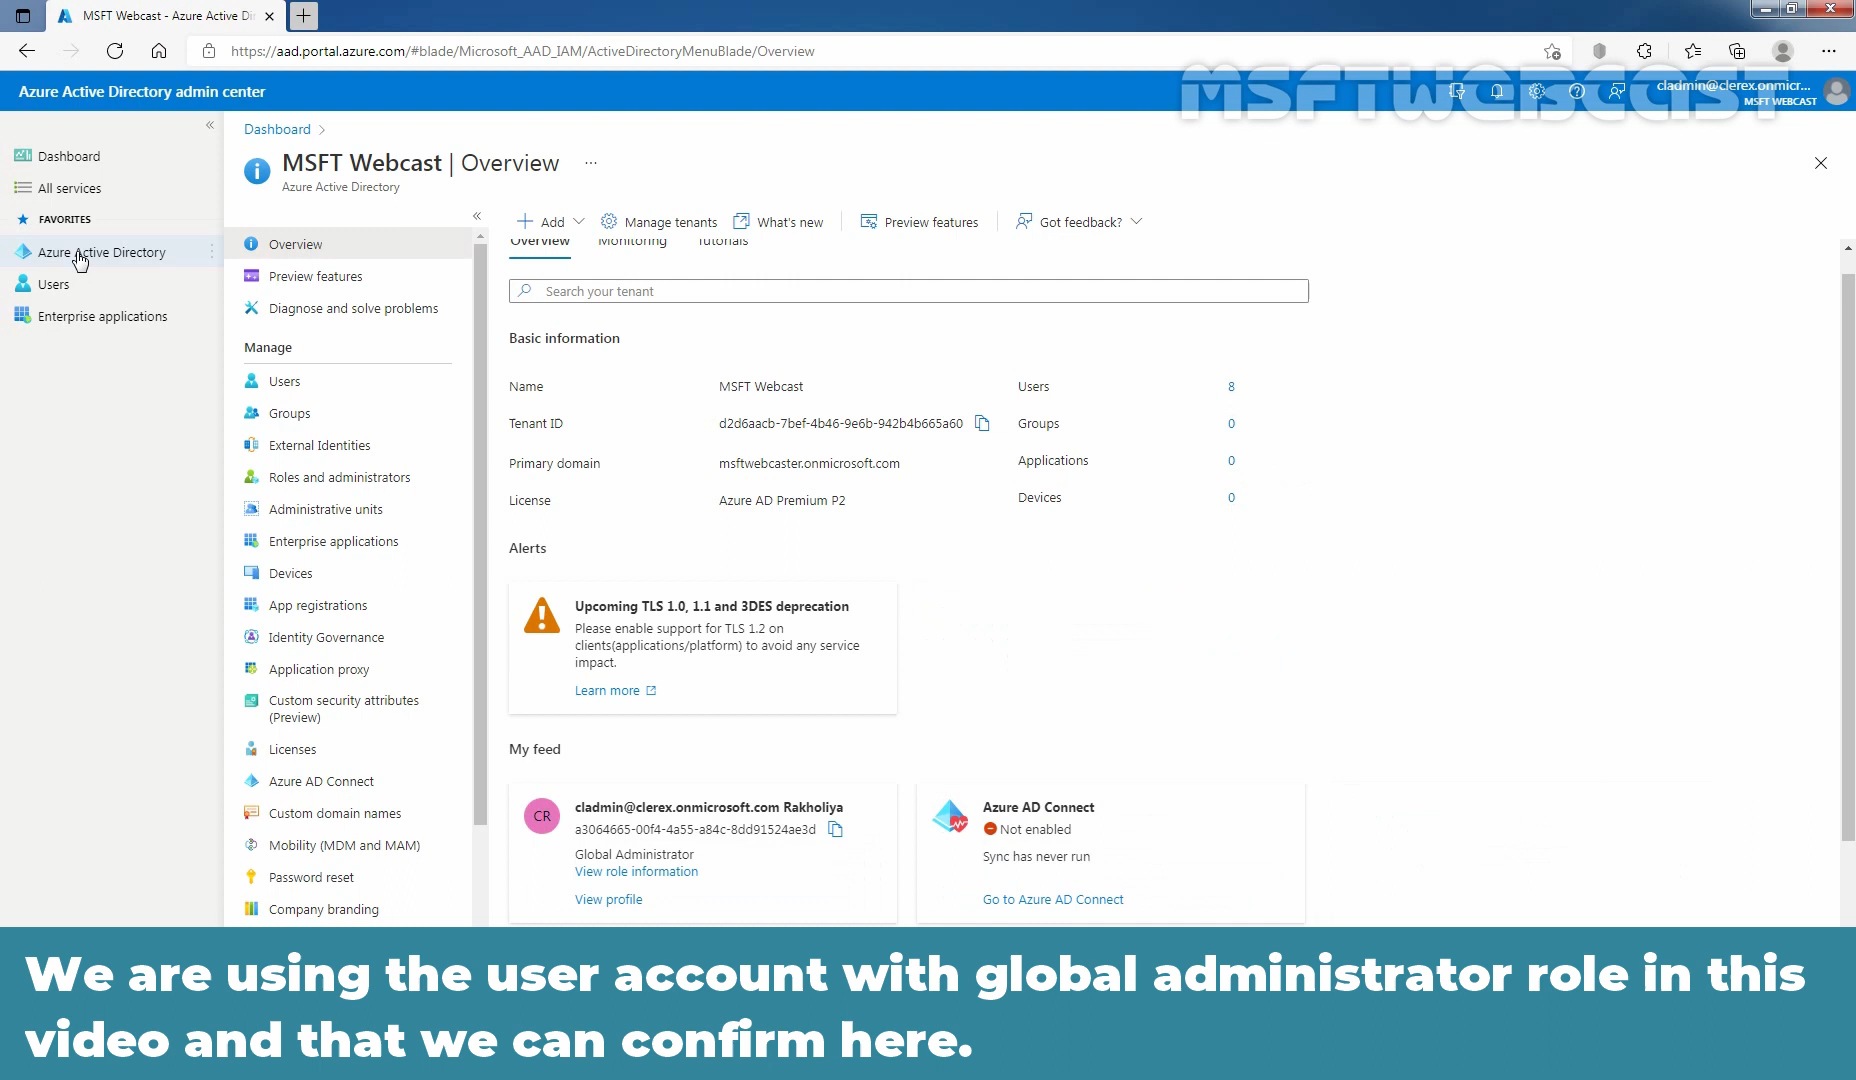 MSFT Webcast - Azure Active Di
https://aad.portal.azure.com/#blade/Microsoft_AAD_IAM/ActiveDirectoryMenuBlade/Overview
MSFTWEBCAST
Azure Active Directory admin center
cladmin@clerex.onmicr...
MSFT WEBCAST
Dashboard
All services
FAVORITES
Azure Active Directory
Users
Enterprise applications
Dashboard >
MSFT Webcast | Overview ...
Azure Active Directory
Overview
Preview features
Diagnose and solve problems
Manage
Users
Groups
External Identities
Roles and administrators
Administrative units
Enterprise applications
Devices
App registrations
Identity Governance
Application proxy
Custom security attributes
(Preview)
Licenses
Azure AD Connect
Custom domain names
Mobility (MDM and MAM)
Password reset
Company branding
Add Manage tenants What's new Preview features Got feedback?
Overview Monitoring Tutorials
Search your tenant
Basic information
Name MSFT Webcast Users 8
Tenant ID d2d6aacb-7bef-4b46-9e6b-942b4b665a60 Groups 0
Primary domain msftwebcaster.onmicrosoft.com Applications 0
License Azure AD Premium P2 Devices 0
Alerts
Upcoming TLS 1.0, 1.1 and 3DES deprecation
Please enable support for TLS 1.2 on
clients(applications/platform) to avoid any service
impact.
Learn more
My feed
CR
cladmin@clerex.onmicrosoft.com Rakholiya
a3064665-00f4-4a55-a84c-8dd91524ae3d
Global Administrator
View role information
View profile
Azure AD Connect
Not enabled
Sync has never run
Go to Azure AD Connect
We are using the user account with global administrator role in this
video and that we can confirm here.